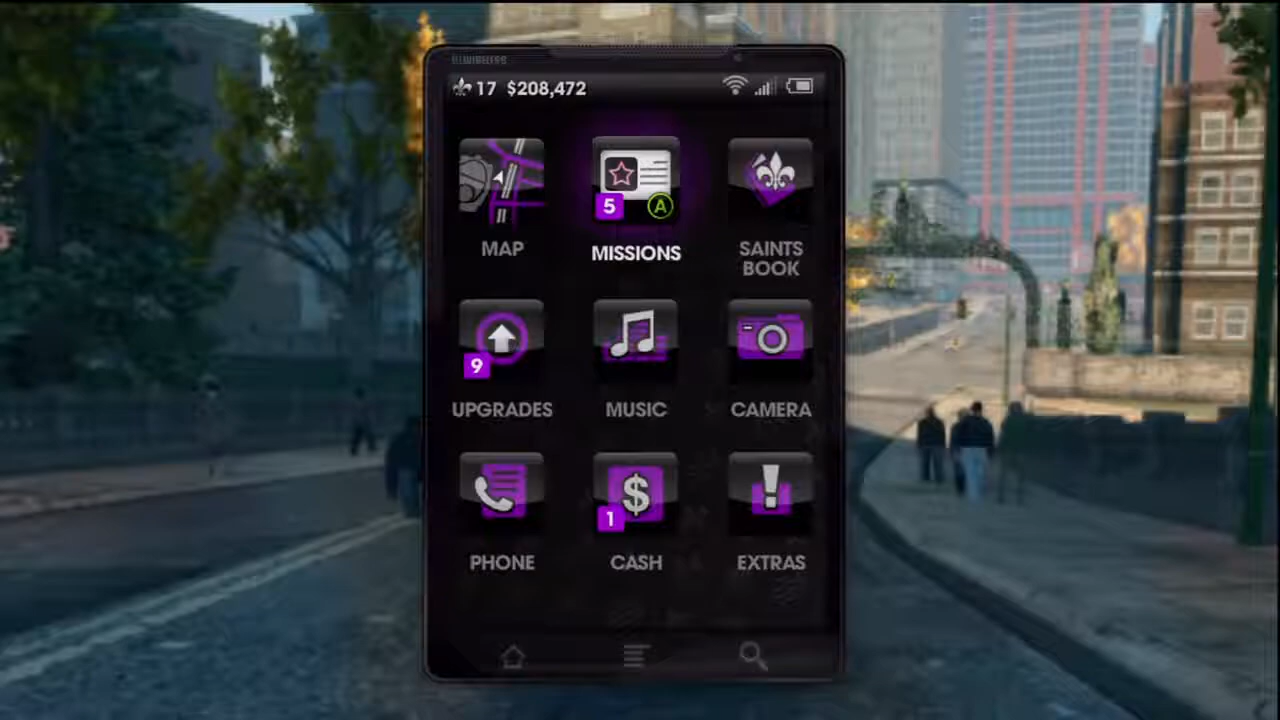 17 $208,472
MAP
5
A
MISSIONS
SAINTS
BOOK
9
UPGRADES
MUSIC
CAMERA
PHONE
1
CASH
EXTRAS